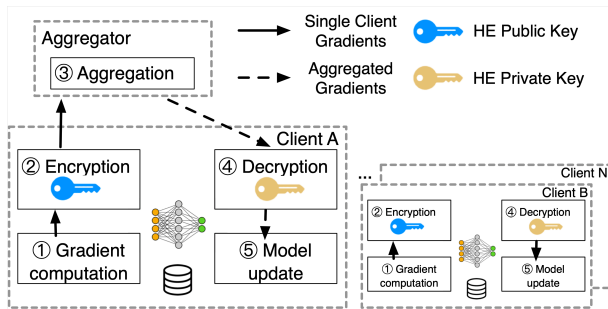 Aggregator
③ Aggregation
Single Client
Gradients
HE Public Key
Aggregated
Gradients
HE Private Key
Client A
② Encryption
④ Decryption
① Gradient
computation
⑤ Model
update
...
Client N
Client B
② Encryption
④ Decryption
① Gradient
computation
⑤ Model
update